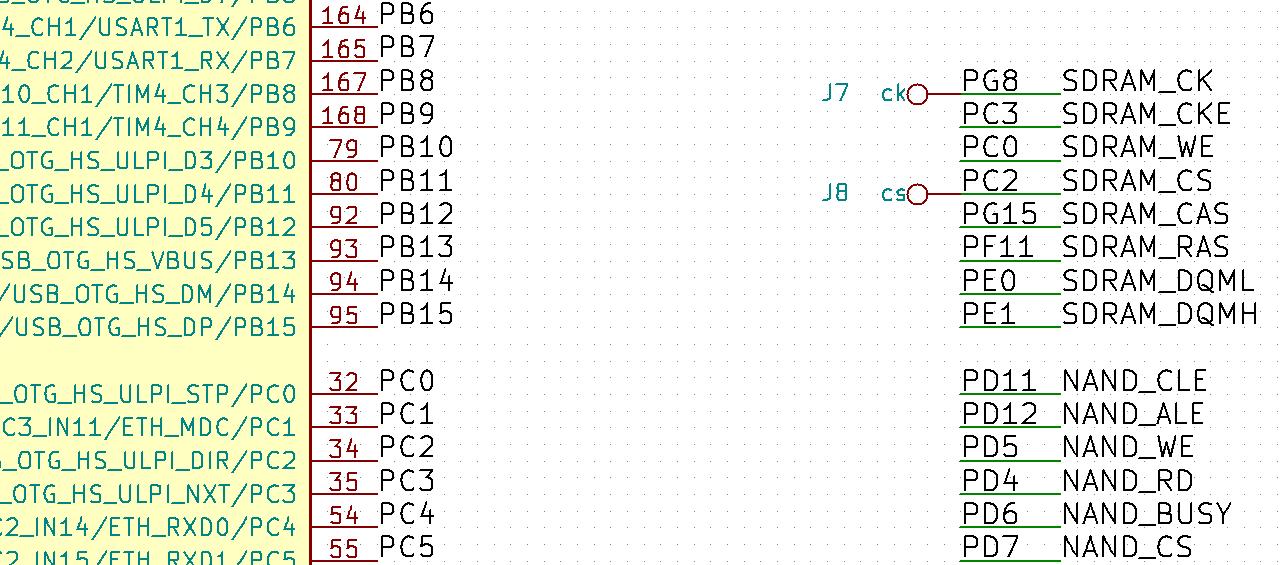 4_CH1/USART1_TX/PB6 164 PB6
4_CH2/USART1_RX/PB7 165 PB7
10_CH1/TIM4_CH3/PB8 167 PB8
11_CH1/TIM4_CH4/PB9 168 PB9
_OTG_HS_ULPI_D3/PB10 79 PB10
_OTG_HS_ULPI_D4/PB11 80 PB11
_OTG_HS_ULPI_D5/PB12 92 PB12
SB_OTG_HS_VBUS/PB13 93 PB13
/USB_OTG_HS_DM/PB14 94 PB14
/USB_OTG_HS_DP/PB15 95 PB15
_OTG_HS_ULPI_STP/PC0 32 PC0
C3_IN11/ETH_MDC/PC1 33 PC1
_OTG_HS_ULPI_DIR/PC2 34 PC2
_OTG_HS_ULPI_NXT/PC3 35 PC3
C2_IN14/ETH_RXD0/PC4 54 PC4
C2_IN15/ETH_RXD1/PC5 55 PC5
J7 ck PG8 SDRAM_CK
PC3 SDRAM_CKE
PC0 SDRAM_WE
J8 cs PC2 SDRAM_CS
PG15 SDRAM_CAS
PF11 SDRAM_RAS
PE0 SDRAM_DQML
PE1 SDRAM_DQMH
PD11 NAND_CLE
PD12 NAND_ALE
PD5 NAND_WE
PD4 NAND_RD
PD6 NAND_BUSY
PD7 NAND_CS